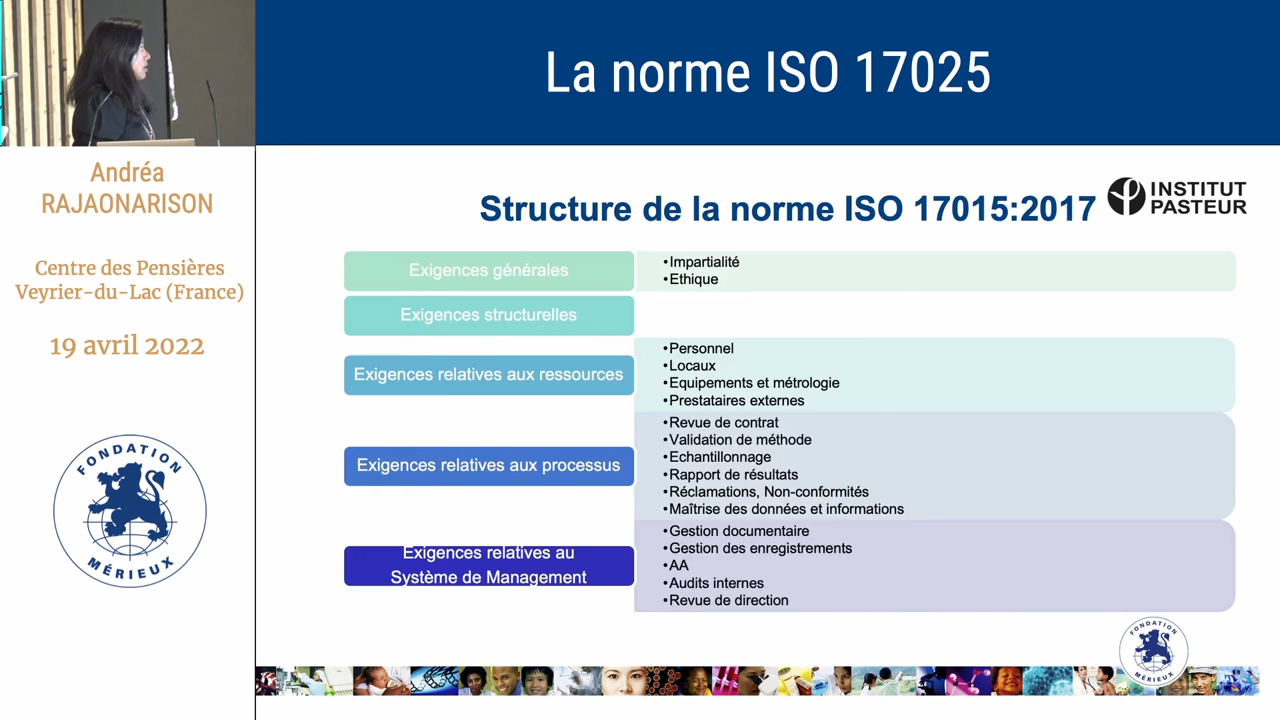 La norme ISO 17025
Andréa
RAJAONARISON
Centre des Pensières
Veyrier-du-Lac (France)
19 avril 2022
FONDATION
MÉRIEUX
Structure de la norme ISO 17015:2017
INSTITUT
PASTEUR
Exigences générales
•Impartialité
•Ethique
Exigences structurelles
Exigences relatives aux ressources
•Personnel
•Locaux
•Equipements et métrologie
•Prestataires externes
Exigences relatives aux processus
•Revue de contrat
•Validation de méthode
•Echantillonnage
•Rapport de résultats
•Réclamations, Non-conformités
•Maîtrise des données et informations
Exigences relatives au
Système de Management
•Gestion documentaire
•Gestion des enregistrements
•AA
•Audits internes
•Revue de direction
FONDATION
MÉRIEUX